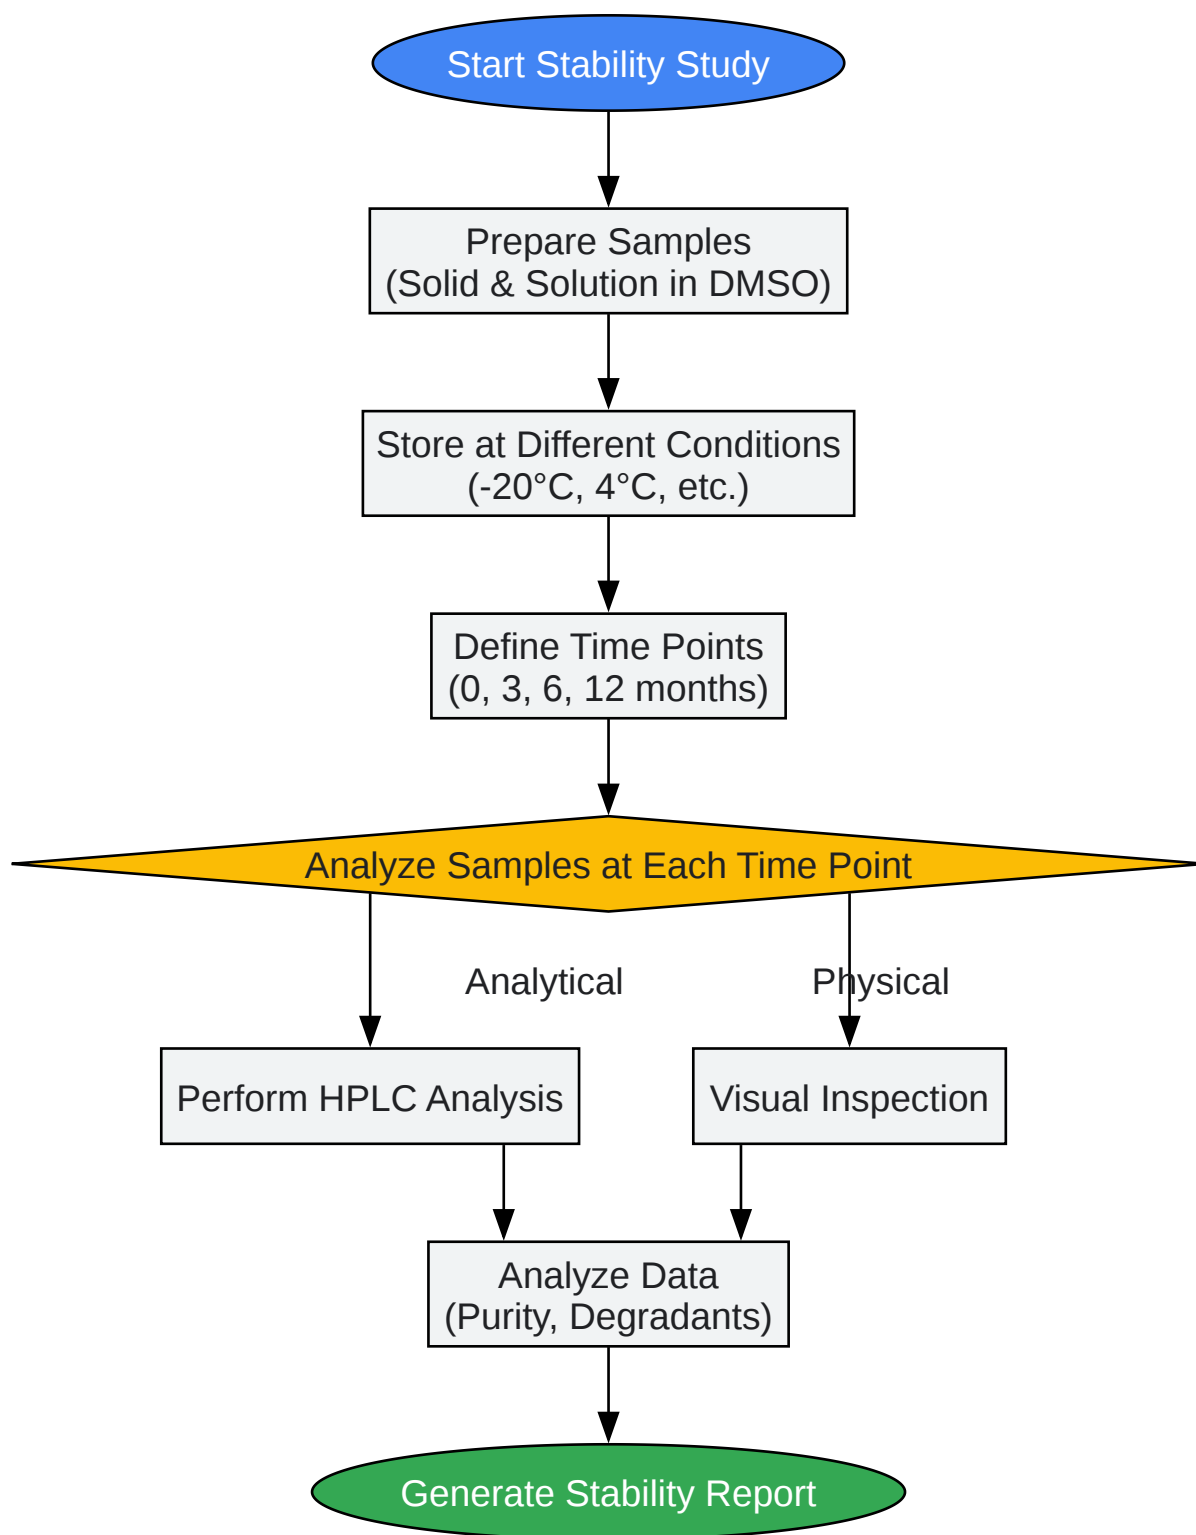 Start Stability Study
Prepare Samples
(Solid & Solution in DMSO)
Store at Different Conditions
(-20°C, 4°C, etc.)
Define Time Points
(0, 3, 6, 12 months)
Analyze Samples at Each Time Point
Analytical
Physical
Perform HPLC Analysis
Visual Inspection
Analyze Data
(Purity, Degradants)
Generate Stability Report